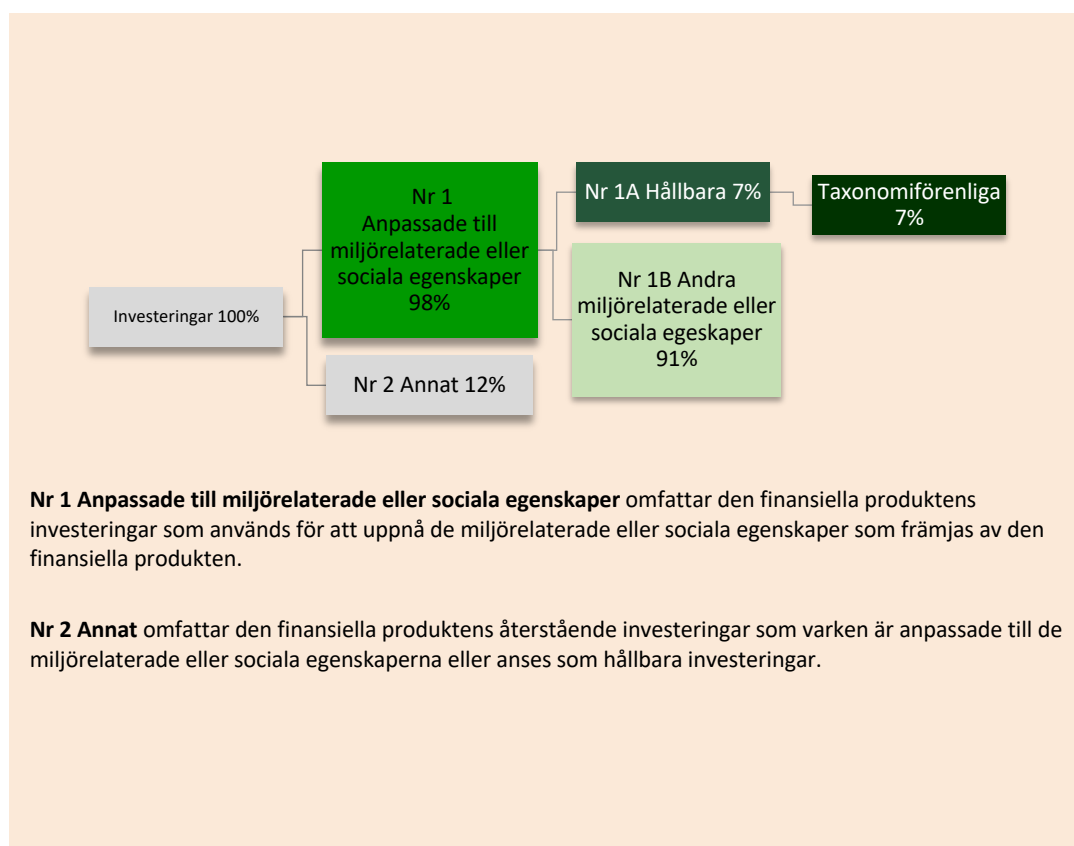 Investeringar 100%
Nr 1
Anpassade till
miljörelaterade eller
sociala egenskaper
98%
Nr 2 Annat 12%
Nr 1A Hållbara 7%
Nr 1B Andra
miljörelaterade eller
sociala egeskaper
91%
Taxonomiförenliga
7%
Nr 1 Anpassade till miljörelaterade eller sociala egenskaper omfattar den finansiella produktens
investeringar som används för att uppnå de miljörelaterade eller sociala egenskaper som främjas av den
finansiella produkten.
Nr 2 Annat omfattar den finansiella produktens återstående investeringar som varken är anpassade till de
miljörelaterade eller sociala egenskaperna eller anses som hållbara investeringar.